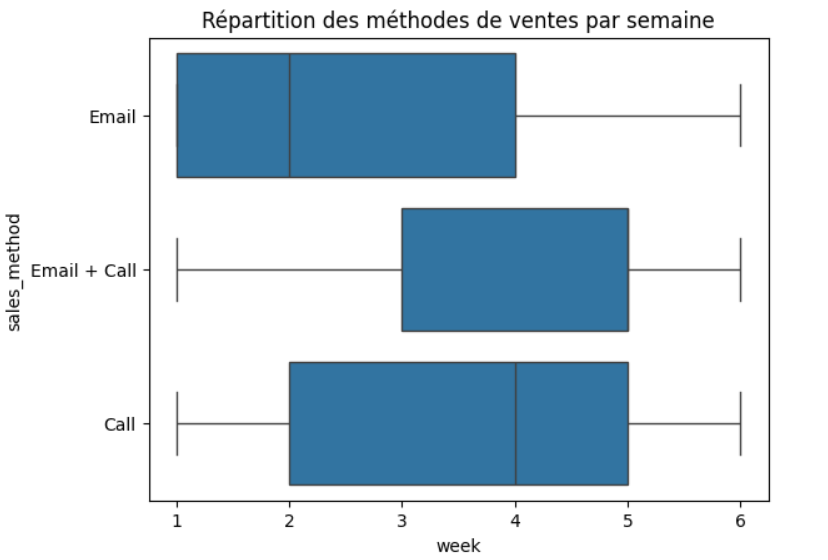 Répartition des méthodes de ventes par semaine
Email
Email + Call
Call
sales_method
1 2 3 4 5 6
week